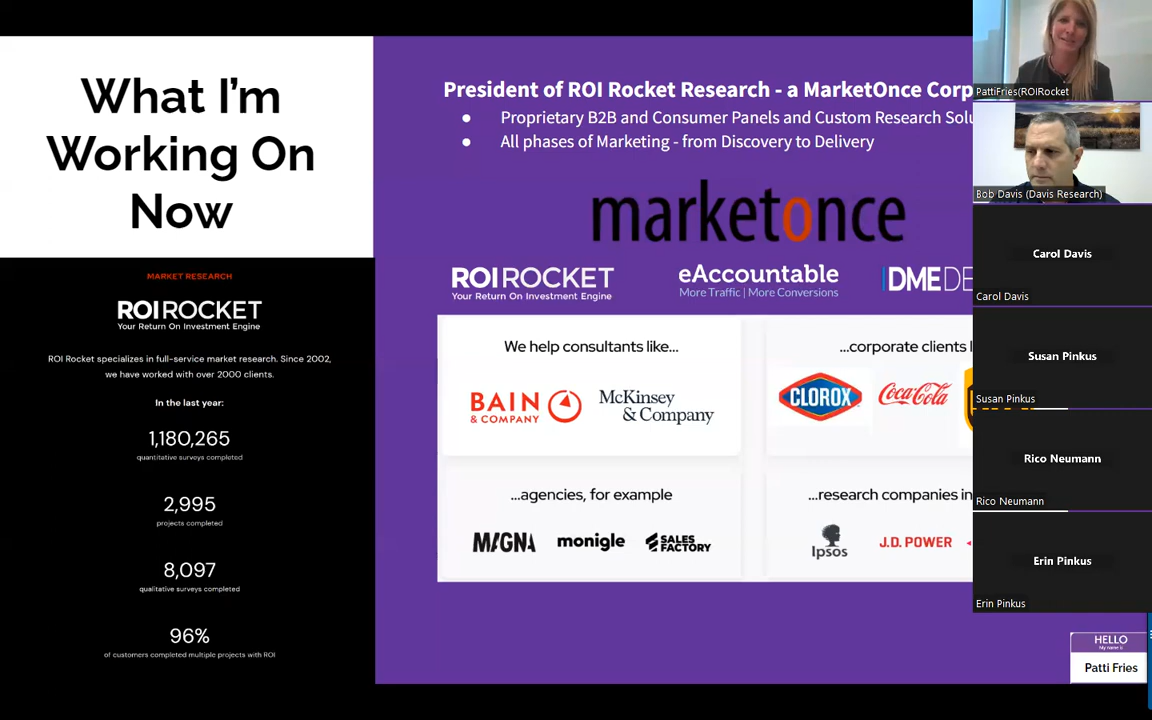 What I'm
Working On
Now
MARKET RESEARCH
ROIROCKET
Your Return On Investment Engine
ROI Rocket specializes in full-service market research. Since 2002,
we have worked with over 2000 clients.
In the last year:
1,180,265
quantitative surveys completed
2,995
projects completed
8,097
qualitative surveys completed
96%
of customers completed multiple projects with ROI
President of ROI Rocket Research - a MarketOnce Corp
● Proprietary B2B and Consumer Panels and Custom Research Solu
● All phases of Marketing - from Discovery to Delivery
marketonce
ROIROCKET
Your Return On Investment Engine
eAccountable
More Traffic | More Conversions
DME DE
We help consultants like...
BAIN
& COMPANY
McKinsey
& Company
...corporate clients l
CLOROX
Coca-Cola
...agencies, for example
MAGNA
monigle
SALES
FACTORY
...research companies in
Ipsos
J.D. POWER
PattiFries(ROIRocket
Bob Davis (Davis Research)
Carol Davis
Carol Davis
Susan Pinkus
Susan Pinkus
Rico Neumann
Rico Neumann
Erin Pinkus
Erin Pinkus
HELLO
My name is
Patti Fries